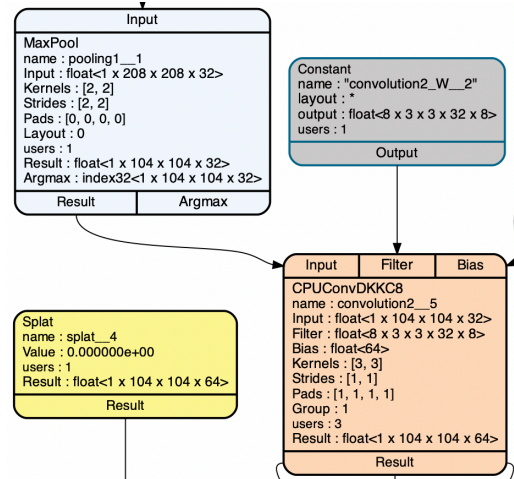 Input
MaxPool
name : pooling1__1
Input : float<1 x 208 x 208 x 32>
Kernels : [2, 2]
Strides : [2, 2]
Pads : [0, 0, 0, 0]
Layout : 0
users : 1
Result : float<1 x 104 x 104 x 32>
Argmax : index32<1 x 104 x 104 x 32>
Result
Argmax
Constant
name : "convolution2_W__2"
layout : *
output : float<8 x 3 x 3 x 32 x 8>
users : 1
Output
Input
Filter
Bias
CPUConvDKKC8
name : convolution2__5
Input : float<1 x 104 x 104 x 32>
Filter : float<8 x 3 x 3 x 32 x 8>
Bias : float<64>
Kernels : [3, 3]
Strides : [1, 1]
Pads : [1, 1, 1, 1]
Group : 1
users : 3
Result : float<1 x 104 x 104 x 64>
Result
Splat
name : splat__4
Value : 0.000000e+00
users : 1
Result : float<1 x 104 x 104 x 64>
Result